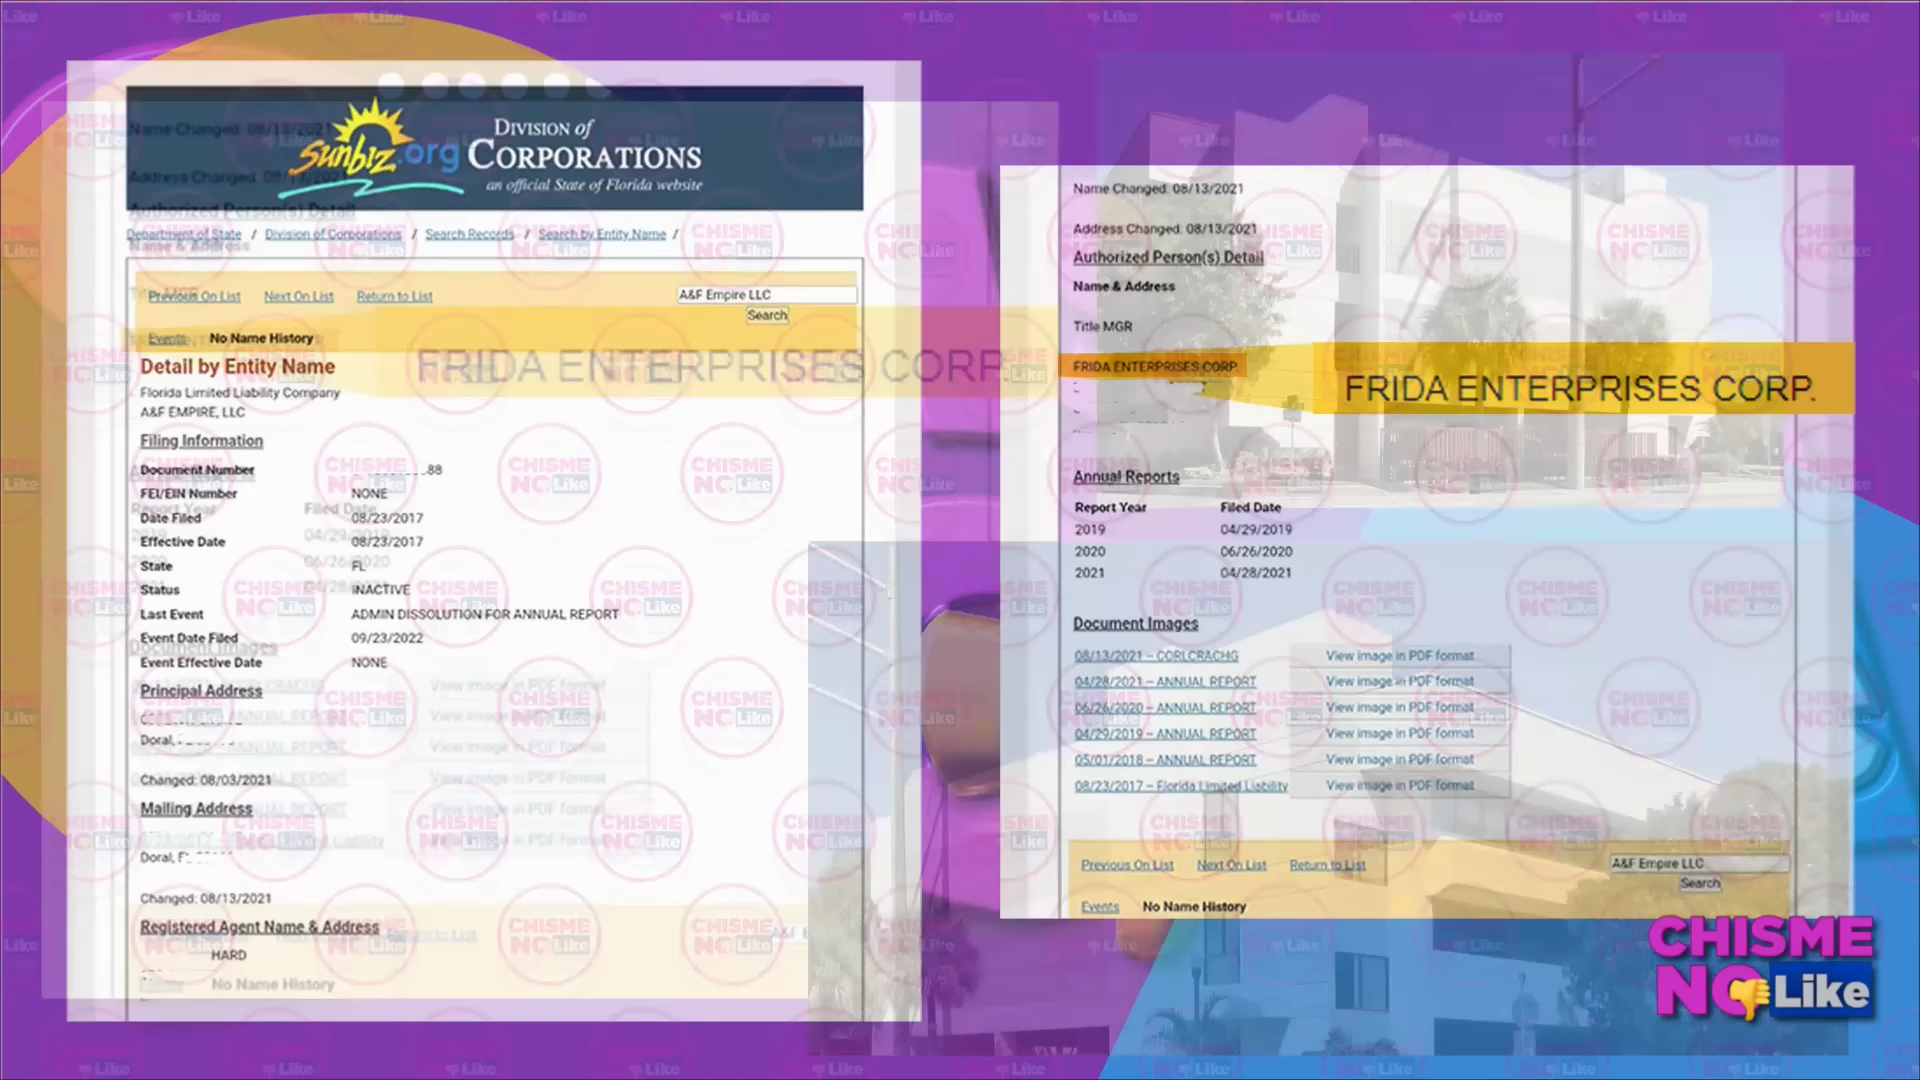 Sunbiz.org DIVISION of CORPORATIONS
an official State of Florida website
Department of State / Division of Corporations / Search Records / Search by Entity Name /
Previous On List Next On List Return to List A&F Empire LLC
Search
Events No Name History
Detail by Entity Name
Florida Limited Liability Company
A&F EMPIRE, LLC
Filing Information
Document Number 88
FEI/EIN Number NONE
Date Filed 08/23/2017
Effective Date 08/23/2017
State FL
Status INACTIVE
Last Event ADMIN DISSOLUTION FOR ANNUAL REPORT
Event Date Filed 09/23/2022
Event Effective Date NONE
Principal Address
Doral,
Changed: 08/03/2021
Mailing Address
Doral,
Changed: 08/13/2021
Registered Agent Name & Address
HARD
No Name History
FRIDA ENTERPRISES CORP.
Name Changed: 08/13/2021
Address Changed: 08/13/2021
Authorized Person(s) Detail
Name & Address
Title MGR
FRIDA ENTERPRISES CORP.
FRIDA ENTERPRISES CORP.
Annual Reports
Report Year Filed Date
2019 04/29/2019
2020 06/26/2020
2021 04/28/2021
Document Images
08/13/2021 – CORLCRACHG View image in PDF format
04/28/2021 – ANNUAL REPORT View image in PDF format
06/26/2020 – ANNUAL REPORT View image in PDF format
04/29/2019 – ANNUAL REPORT View image in PDF format
05/01/2018 – ANNUAL REPORT View image in PDF format
08/23/2017 – Florida Limited Liability View image in PDF format
Previous On List Next On List Return to List A&F Empire LLC
Search
Events No Name History
CHISME
NO Like